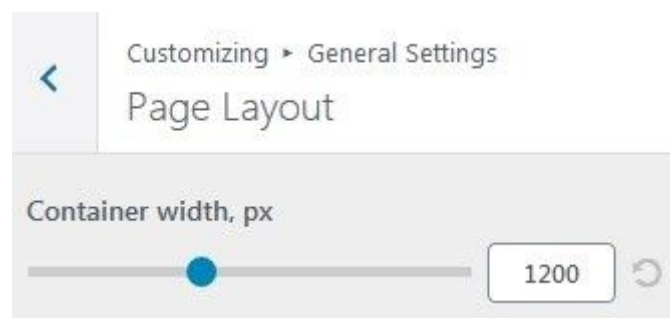 Customizing ▸ General Settings
Page Layout
Container width, px
1200